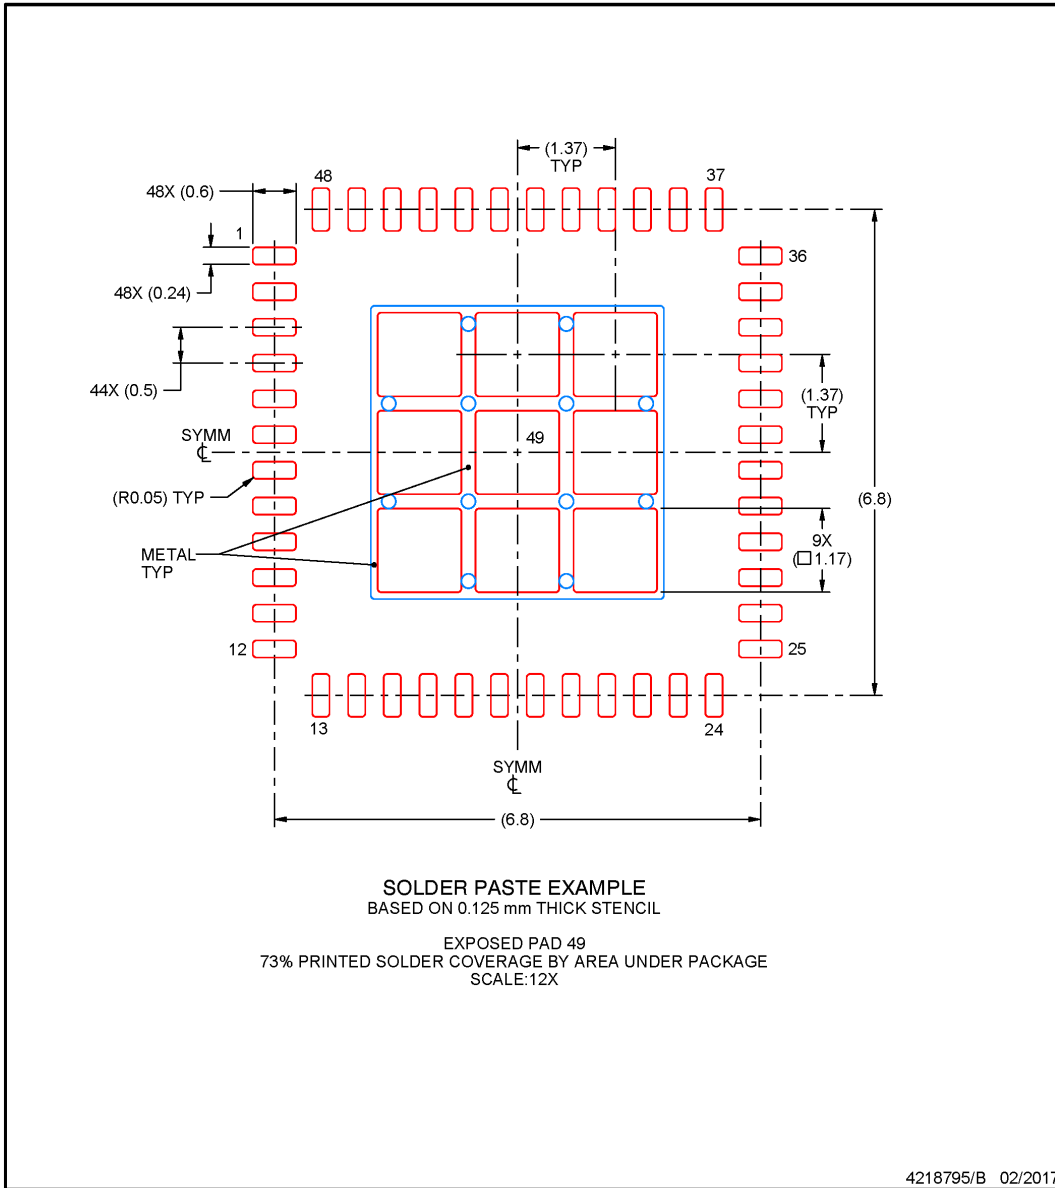 (1.37)
TYP
48
37
48X (0.6)
1
36
48X (0.24)
44X (0.5)
(1.37)
TYP
SYMM
℄
49
(R0.05) TYP
(6.8)
METAL
TYP
9X
(□1.17)
12
25
13
24
SYMM
℄
(6.8)
SOLDER PASTE EXAMPLE
BASED ON 0.125 mm THICK STENCIL
EXPOSED PAD 49
73% PRINTED SOLDER COVERAGE BY AREA UNDER PACKAGE
SCALE:12X
4218795/B 02/2017